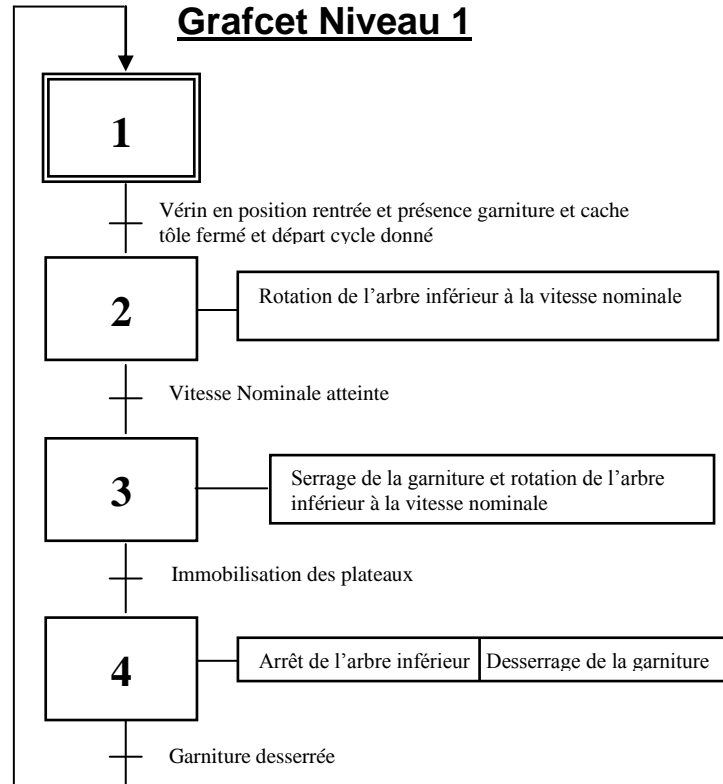 Grafcet Niveau 1
1
Vérin en position rentrée et présence garniture et cache
tôle fermé et départ cycle donné
2
Rotation de l’arbre inférieur à la vitesse nominale
Vitesse Nominale atteinte
3
Serrage de la garniture et rotation de l’arbre
inférieur à la vitesse nominale
Immobilisation des plateaux
4
Arrêt de l’arbre inférieur
Desserrage de la garniture
Garniture desserrée